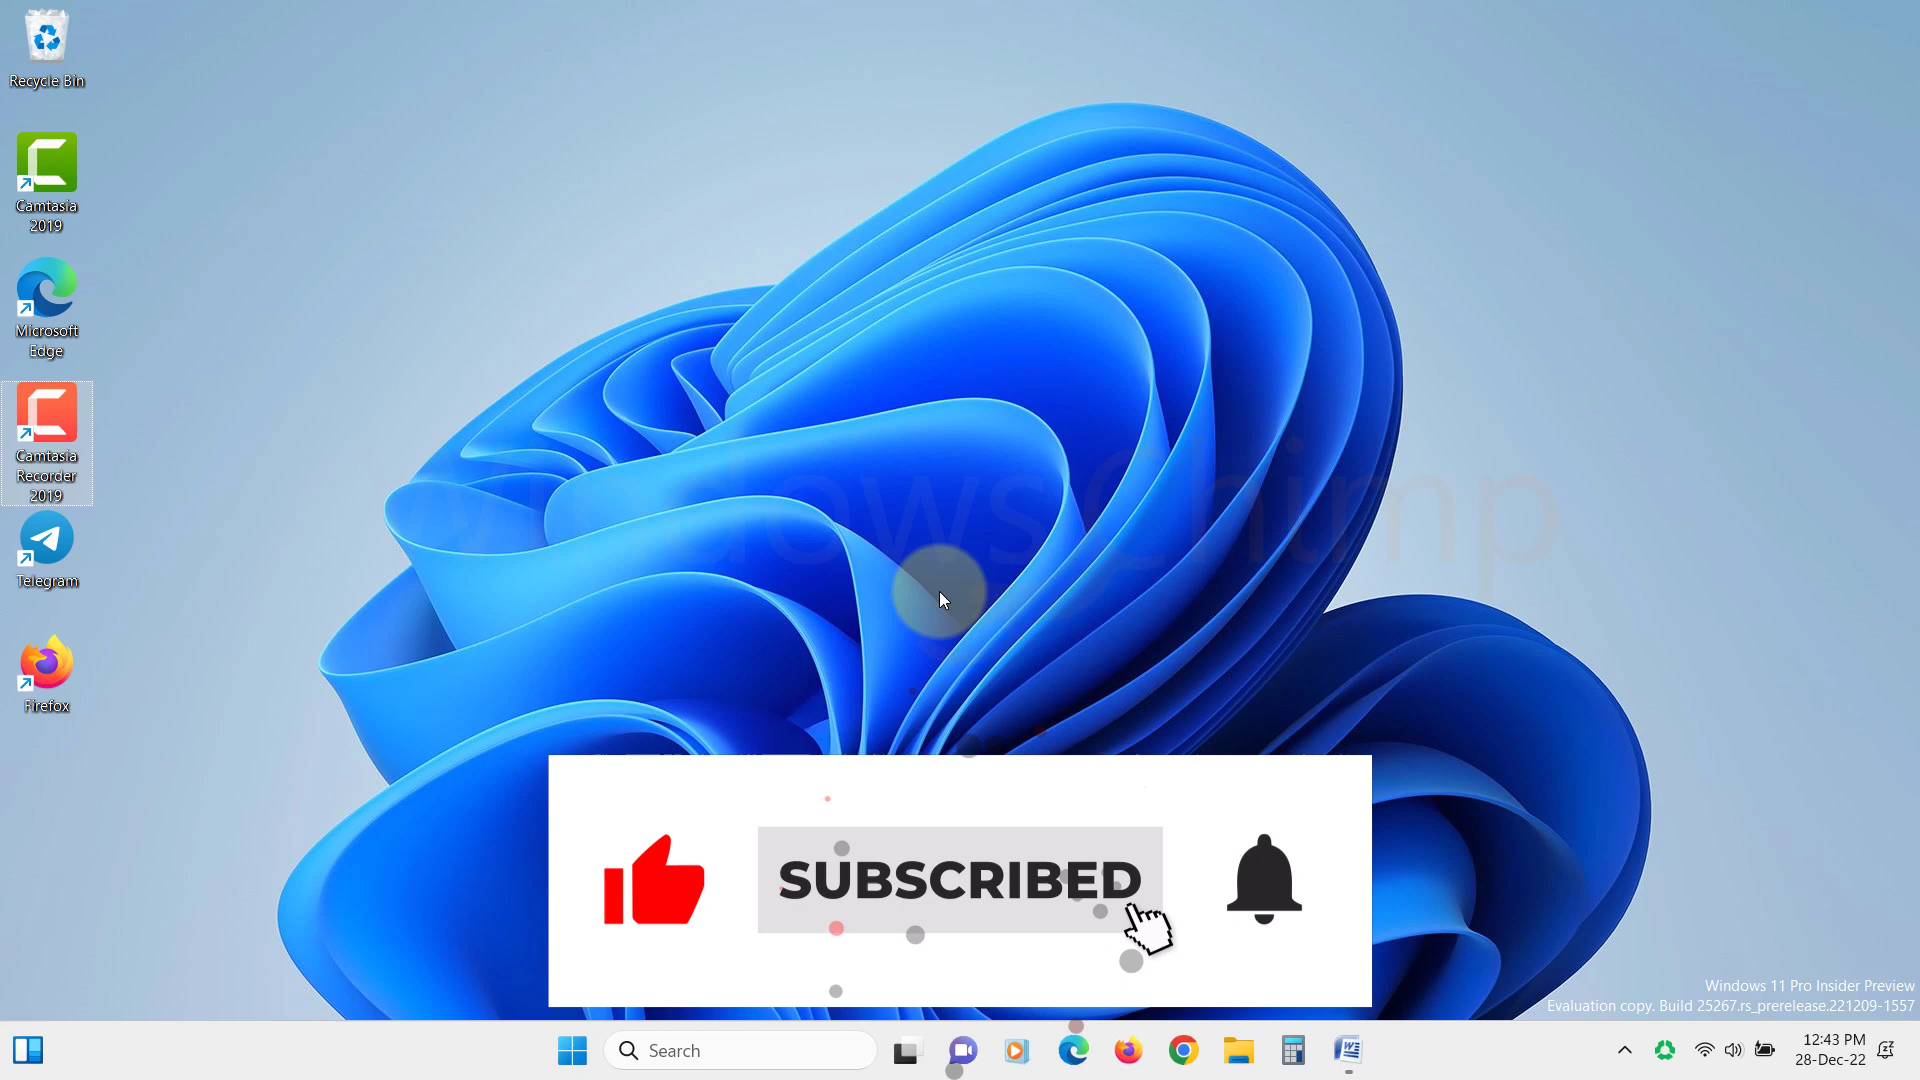 Recycle Bin
Camtasia
2019
Microsoft
Edge
Camtasia
Recorder
2019
Telegram
Firefox
WindowsChimp
SUBSCRIBED
Windows 11 Pro Insider Preview
Evaluation copy. Build 25267.rs_prerelease.221209-1557
Search
12:43 PM
28-Dec-22